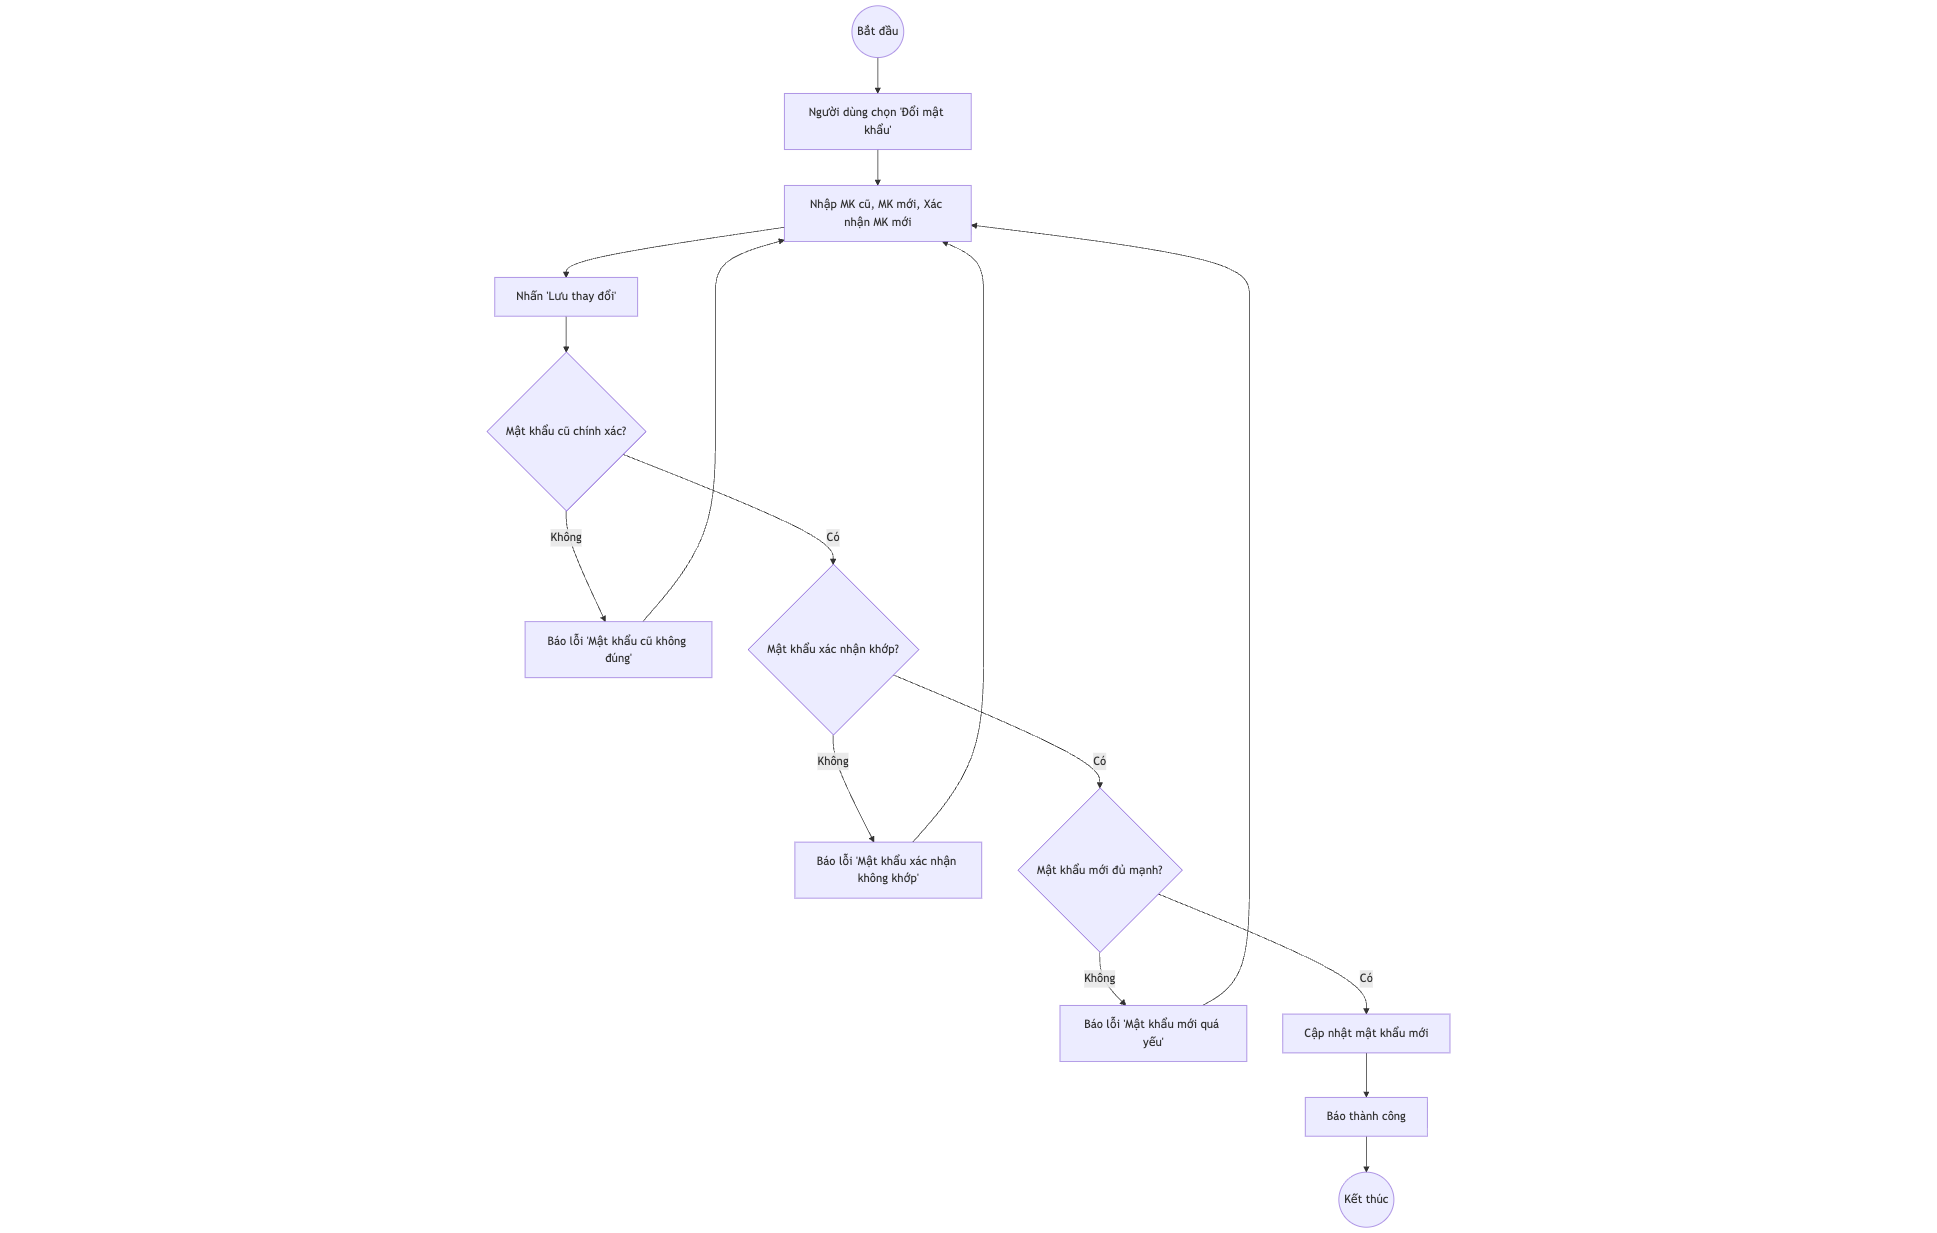 Bắt đầu
Người dùng chọn 'Đổi mật
khẩu'
Nhập MK cũ, MK mới, Xác
nhận MK mới
Nhấn 'Lưu thay đổi'
Mật khẩu cũ chính xác?
Không
Có
Báo lỗi 'Mật khẩu cũ không
đúng'
Mật khẩu xác nhận khớp?
Không
Có
Báo lỗi 'Mật khẩu xác nhận
không khớp'
Mật khẩu mới đủ mạnh?
Không
Có
Báo lỗi 'Mật khẩu mới quá
yếu'
Cập nhật mật khẩu mới
Báo thành công
Kết thúc